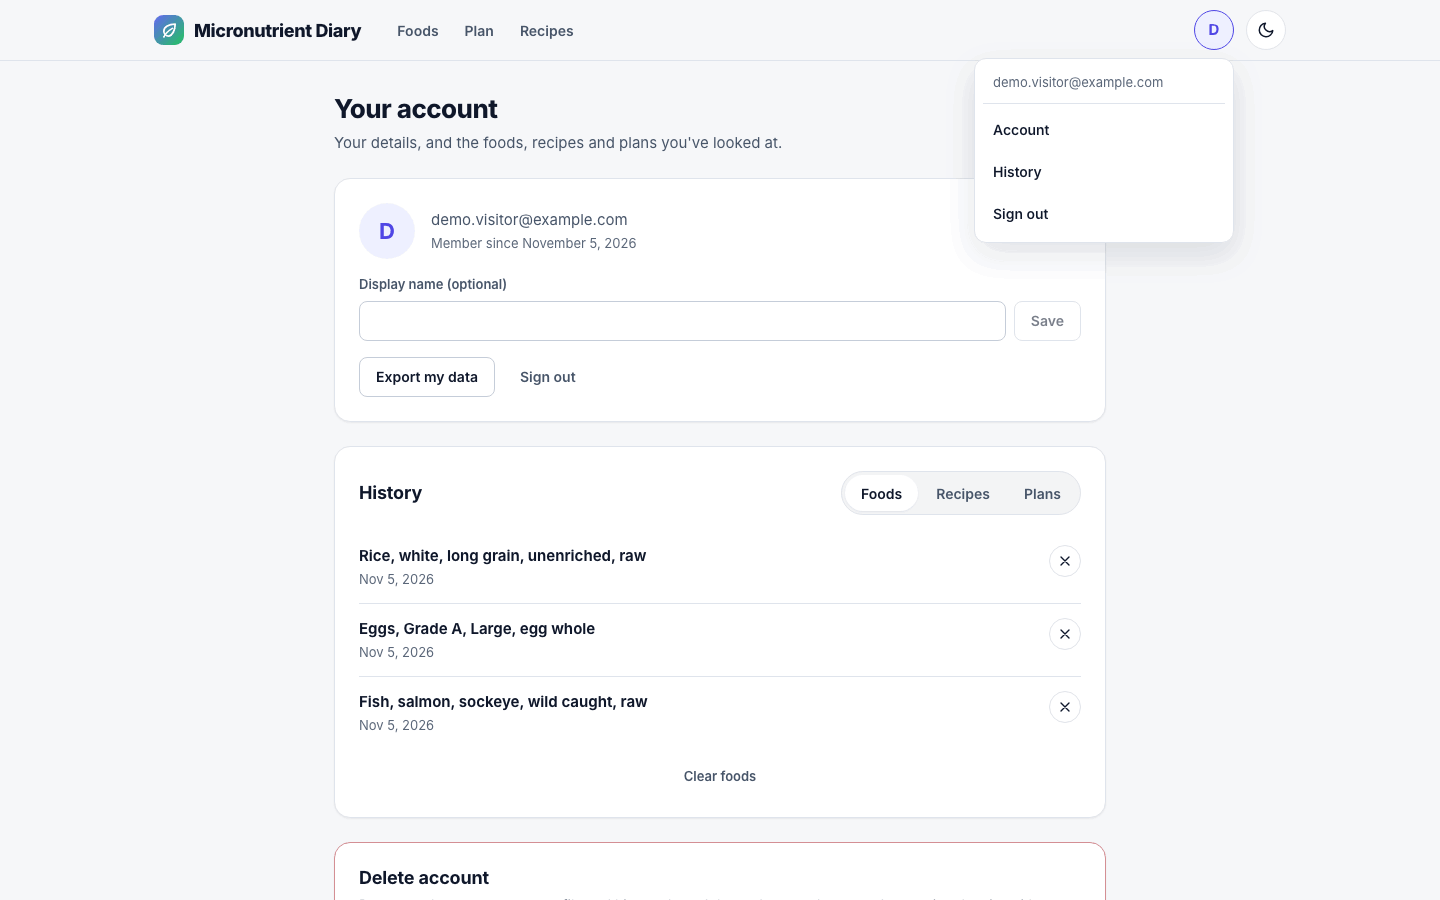 Micronutrient Diary
Foods
Plan
Recipes
D
demo.visitor@example.com
Account
History
Sign out
Your account
Your details, and the foods, recipes and plans you've looked at.
D
demo.visitor@example.com
Member since November 5, 2026
Display name (optional)
Save
Export my data
Sign out
History
Foods
Recipes
Plans
Rice, white, long grain, unenriched, raw
Nov 5, 2026
Eggs, Grade A, Large, egg whole
Nov 5, 2026
Fish, salmon, sockeye, wild caught, raw
Nov 5, 2026
Clear foods
Delete account